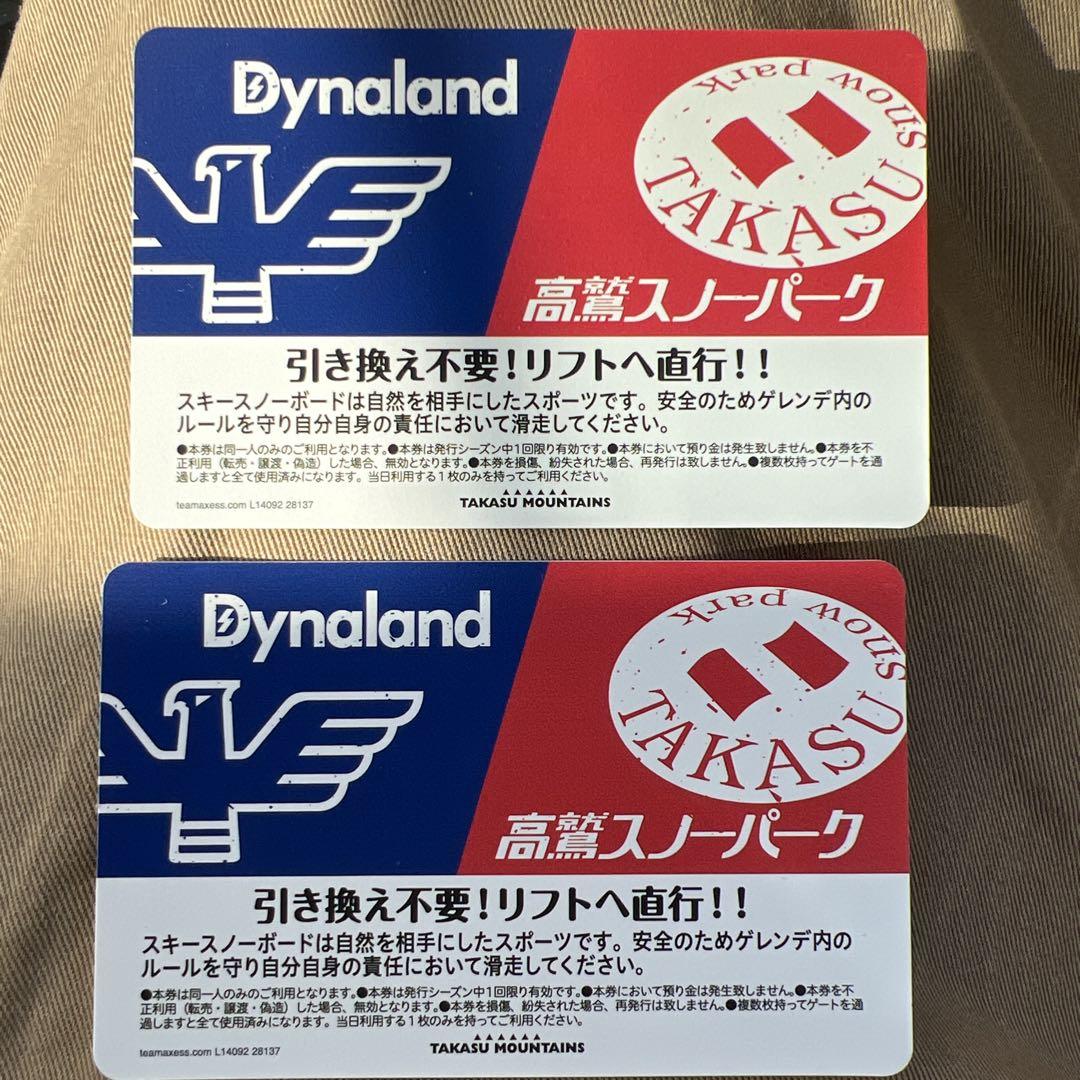 Dynaland
snow park
TAKASU
高鷲スノーパーク
引き換え不要！リフトへ直行！！
スキースノーボードは自然を相手にしたスポーツです。安全のためゲレンデ内の
ルールを守り自分自身の責任において滑走してください。
●本券は同一人のみのご利用となります。●本券は発行シーズン中1回限り有効です。●本券において預り金は発生致しません。●本券を不
正利用（転売・譲渡・偽造）した場合、無効となります。●本券を損傷、紛失された場合、再発行は致しません。●複数枚持ってゲートを通
過しますと全て使用済みになります。当日利用する1枚のみを持ってご利用ください。
teamaxess.com L14092 28137
TAKASU MOUNTAINS
Dynaland
snow park
TAKASU
高鷲スノーパーク
引き換え不要！リフトへ直行！！
スキースノーボードは自然を相手にしたスポーツです。安全のためゲレンデ内の
ルールを守り自分自身の責任において滑走してください。
●本券は同一人のみのご利用となります。●本券は発行シーズン中1回限り有効です。●本券において預り金は発生致しません。●本券を不
正利用（転売・譲渡・偽造）した場合、無効となります。●本券を損傷、紛失された場合、再発行は致しません。●複数枚持ってゲートを通
過しますと全て使用済みになります。当日利用する1枚のみを持ってご利用ください。
teamaxess.com L14092 28137
TAKASU MOUNTAINS